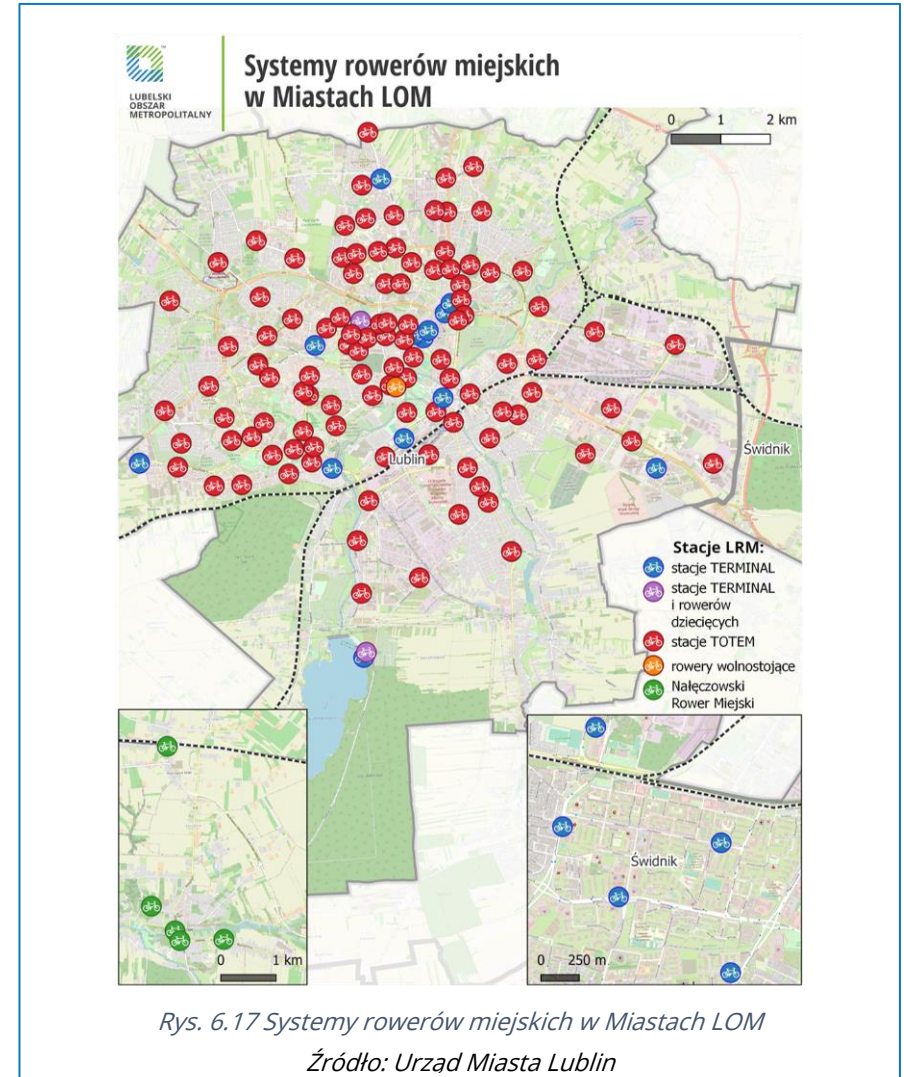 LUBELSKI
OBSZAR
METROPOLITALNY
Systemy rowerów miejskich
w Miastach LOM
0 1 2 km
Świdnik
Lublin
Stacje LRM:
stacje TERMINAL
stacje TERMINAL
i rowerów
dziecięcych
stacje TOTEM
rowery wolnostojące
Nałęczowski
Rower Miejski
0 1 km
Świdnik
0 250 m
Rys. 6.17 Systemy rowerów miejskich w Miastach LOM
Źródło: Urząd Miasta Lublin